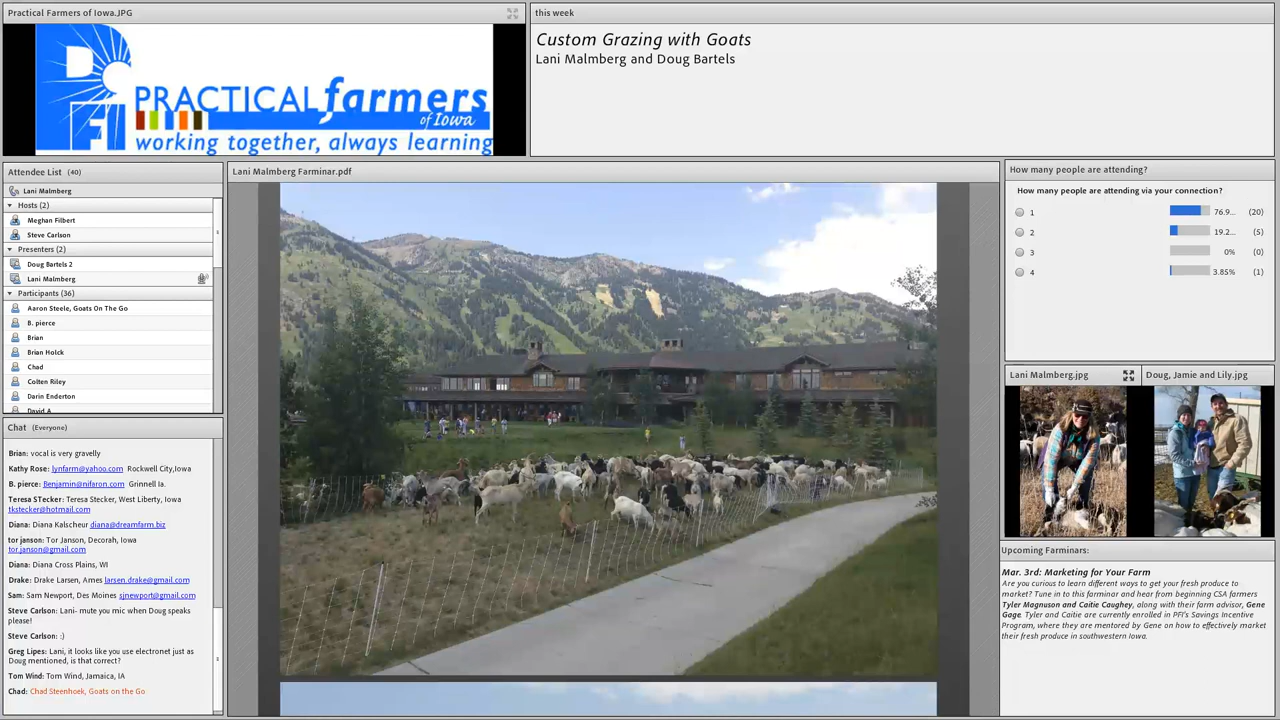 Practical Farmers of Iowa.JPG
PFI
PRACTICAL farmers
of Iowa
working together, always learning
this week
Custom Grazing with Goats
Lani Malmberg and Doug Bartels
Attendee List (40)
Lani Malmberg
Hosts (2)
Meghan Filbert
Steve Carlson
Presenters (2)
Doug Bartels 2
Lani Malmberg
Participants (36)
Aaron Steele, Goats On The Go
B. pierce
Brian
Brian Holck
Chad
Colten Riley
Darin Enderton
David A
Chat (Everyone)
Brian: vocal is very gravelly
Kathy Rose: lynfarm@yahoo.com Rockwell City,Iowa
B. pierce: Benjamin@nifaron.com Grinnell Ia.
Teresa STecker: Teresa Stecker, West Liberty, Iowa
tkstecker@hotmail.com
Diana: Diana Kalscheur diana@dreamfarm.biz
tor janson: Tor Janson, Decorah, Iowa
tor.janson@gmail.com
Diana: Diana Cross Plains, WI
Drake: Drake Larsen, Ames larsen.drake@gmail.com
Sam: Sam Newport, Des Moines sjnewport@gmail.com
Steve Carlson: Lani- mute you mic when Doug speaks
please!
Steve Carlson: :)
Greg Lipes: Lani, it looks like you use electronet just as
Doug mentioned, is that correct?
Tom Wind: Tom Wind, Jamaica, IA
Chad: Chad Steenhoek, Goats on the Go
Lani Malmberg Farminar.pdf
How many people are attending?
How many people are attending via your connection?
1 76.9... (20)
2 19.2... (5)
3 0% (0)
4 3.85% (1)
Lani Malmberg.jpg
Doug, Jamie and Lily.jpg
Upcoming Farminars:
Mar. 3rd: Marketing for Your Farm
Are you curious to learn different ways to get your fresh produce to
market? Tune in to this farminar and hear from beginning CSA farmers
Tyler Magnuson and Caitie Caughey, along with their farm advisor, Gene
Gage. Tyler and Caitie are currently enrolled in PFI's Savings Incentive
Program, where they are mentored by Gene on how to effectively market
their fresh produce in southwestern Iowa.